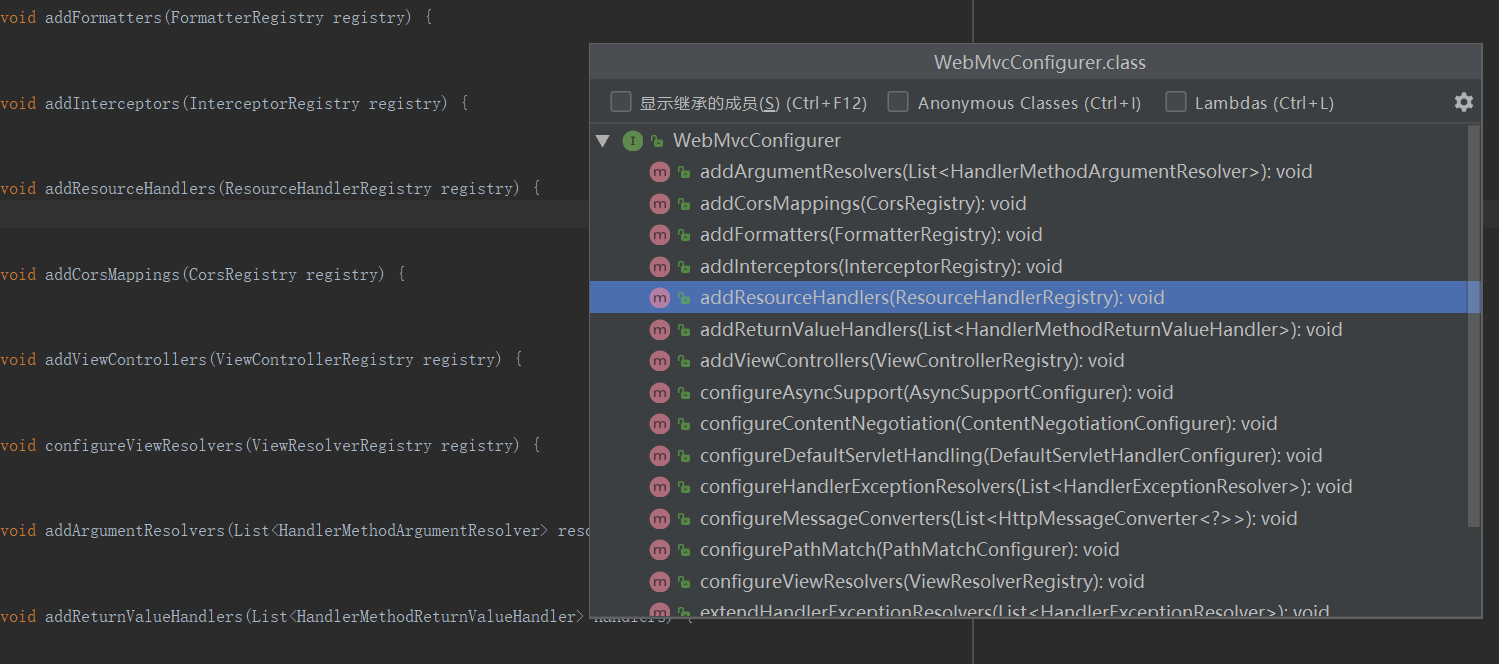 void addFormatters(FormatterRegistry registry) {
void addInterceptors(InterceptorRegistry registry) {
void addResourceHandlers(ResourceHandlerRegistry registry) {
void addCorsMappings(CorsRegistry registry) {
void addViewControllers(ViewControllerRegistry registry) {
void configureViewResolvers(ViewResolverRegistry registry) {
void addArgumentResolvers(List<HandlerMethodArgumentResolver> reso
void addReturnValueHandlers(List<HandlerMethodReturnValueHandler> handlers) {
WebMvcConfigurer.class
显示继承的成员(S) (Ctrl+F12) Anonymous Classes (Ctrl+I) Lambdas (Ctrl+L)
I WebMvcConfigurer
m addArgumentResolvers(List<HandlerMethodArgumentResolver>): void
m addCorsMappings(CorsRegistry): void
m addFormatters(FormatterRegistry): void
m addInterceptors(InterceptorRegistry): void
m addResourceHandlers(ResourceHandlerRegistry): void
m addReturnValueHandlers(List<HandlerMethodReturnValueHandler>): void
m addViewControllers(ViewControllerRegistry): void
m configureAsyncSupport(AsyncSupportConfigurer): void
m configureContentNegotiation(ContentNegotiationConfigurer): void
m configureDefaultServletHandling(DefaultServletHandlerConfigurer): void
m configureHandlerExceptionResolvers(List<HandlerExceptionResolver>): void
m configureMessageConverters(List<HttpMessageConverter<?>>): void
m configurePathMatch(PathMatchConfigurer): void
m configureViewResolvers(ViewResolverRegistry): void
m extendHandlerExceptionResolvers(List<HandlerExceptionResolver>): void